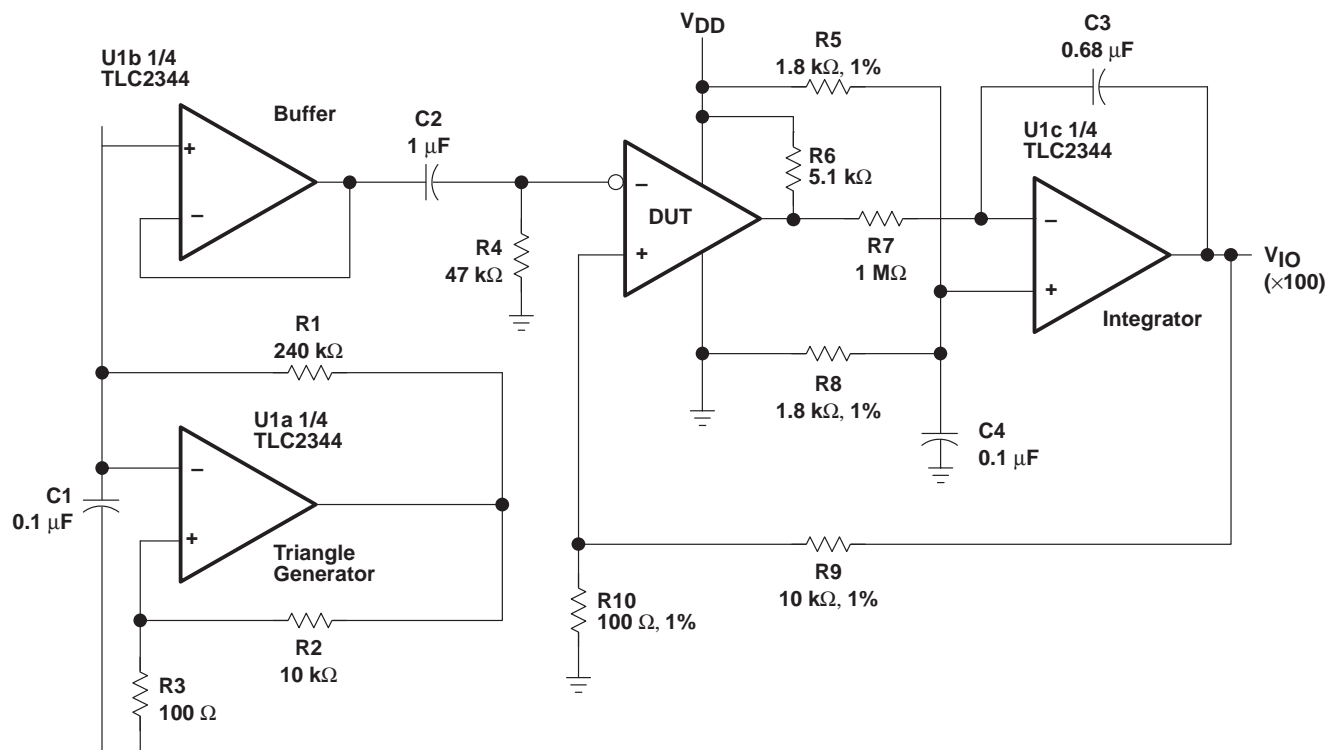 VDD
U1b 1/4
TLC2344
Buffer
+
−
C2
1 μF
R4
47 kΩ
R5
1.8 kΩ, 1%
C3
0.68 μF
R6
5.1 kΩ
−
DUT
+
R7
1 MΩ
U1c 1/4
TLC2344
−
+
Integrator
VIO
(×100)
R8
1.8 kΩ, 1%
C4
0.1 μF
R1
240 kΩ
U1a 1/4
TLC2344
−
+
C1
0.1 μF
Triangle
Generator
R2
10 kΩ
R3
100 Ω
R9
10 kΩ, 1%
R10
100 Ω, 1%